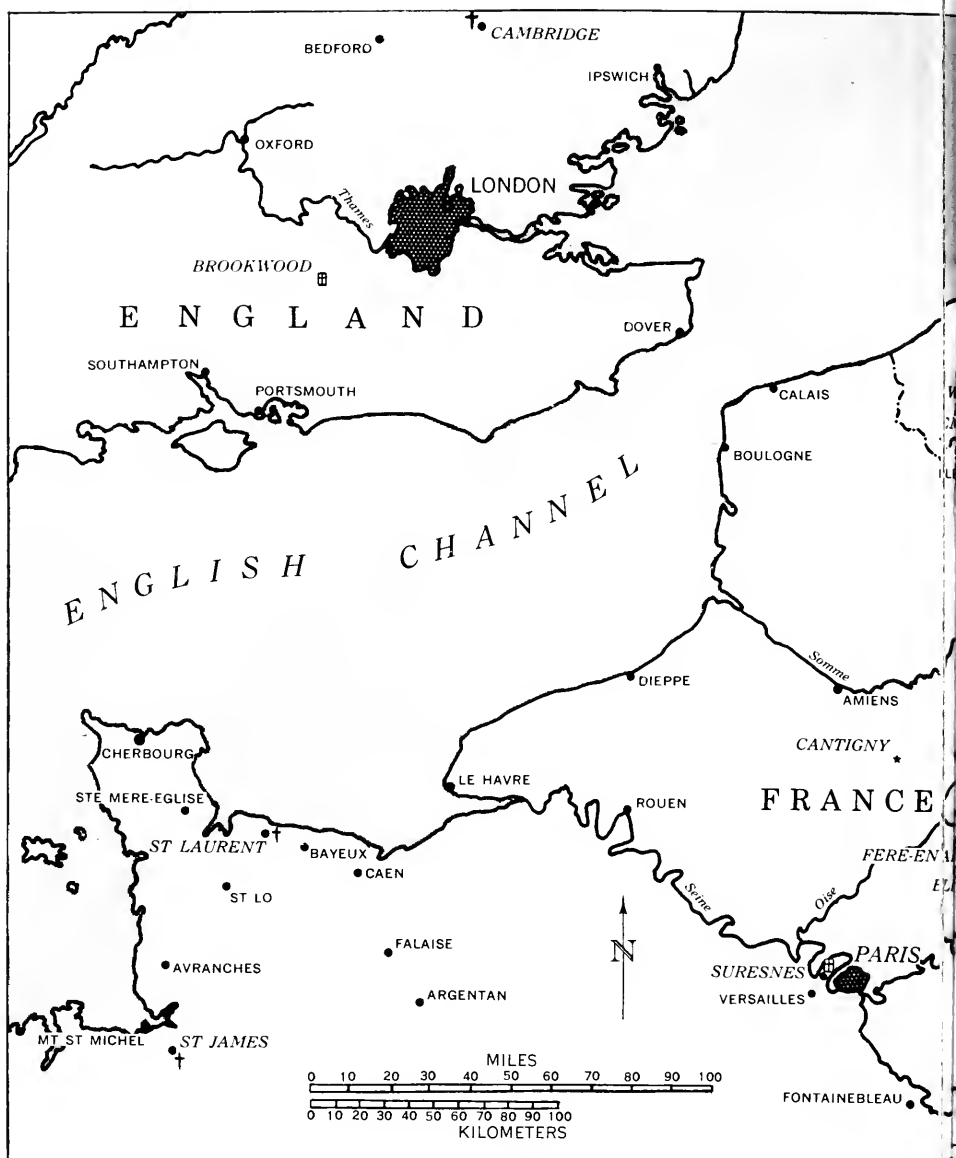 CAMBRIDGE
BEDFORD
IPSWICH
OXFORD
LONDON
Thames
BROOKWOOD
ENGLAND
DOVER
SOUTHAMPTON
PORTSMOUTH
CALAIS
BOULOGNE
ENGLISH CHANNEL
Somme
DIEPPE
AMIENS
CHERBOURG
CANTIGNY
LE HAVRE
STE MERE-EGLISE
ROUEN
FRANCE
ST LAURENT
BAYEUX
CAEN
FERE-EN
ST LO
Seine
Oise
FALAISE
N
PARIS
AVRANCHES
SURESNES
ARGENTAN
VERSAILLES
MT ST MICHEL
ST JAMES
MILES
0 10 20 30 40 50 60 70 80 90 100
FONTAINEBLEAU
0 10 20 30 40 50 60 70 80 90 100
KILOMETERS